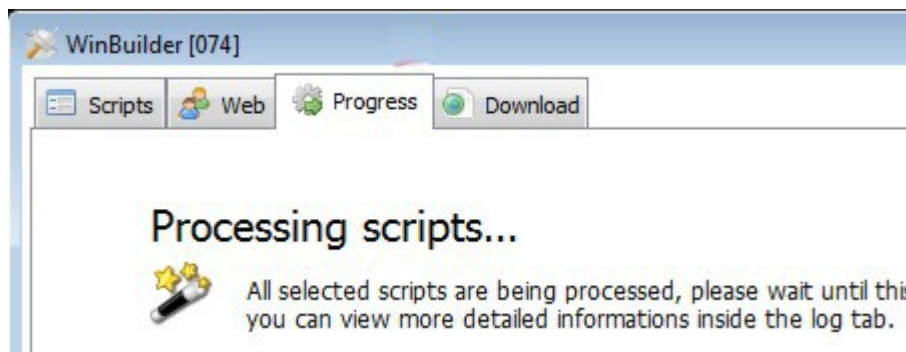 WinBuilder [074]
Scripts Web Progress Download
Processing scripts...
All selected scripts are being processed, please wait until this
you can view more detailed informations inside the log tab.